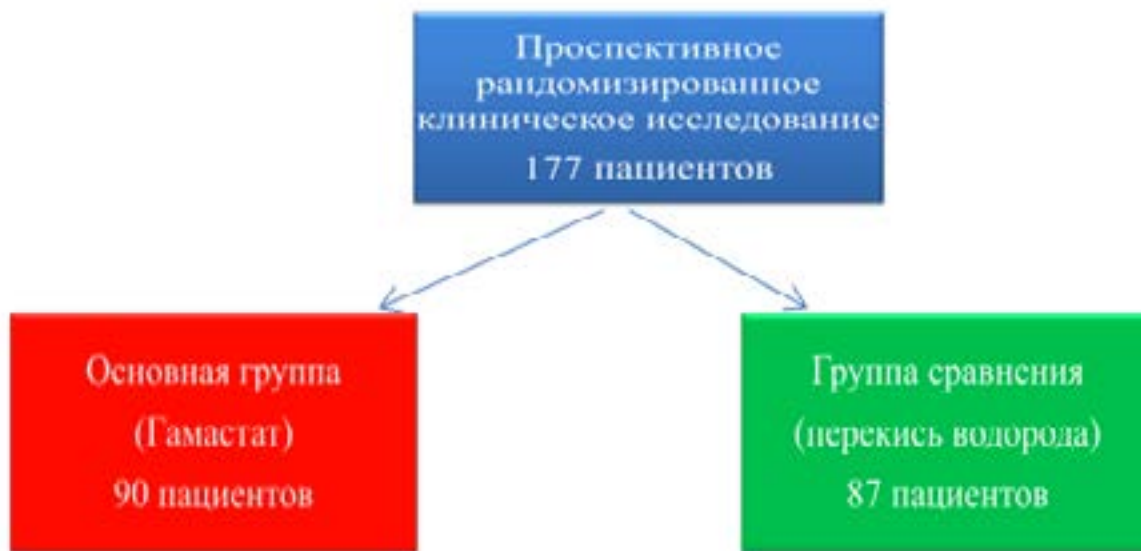 Проспективное
рандомизированное
клиническое исследование
177 пациентов
Основная группа
(Гамастат)
90 пациентов
Группа сравнения
(перекись водорода)
87 пациентов